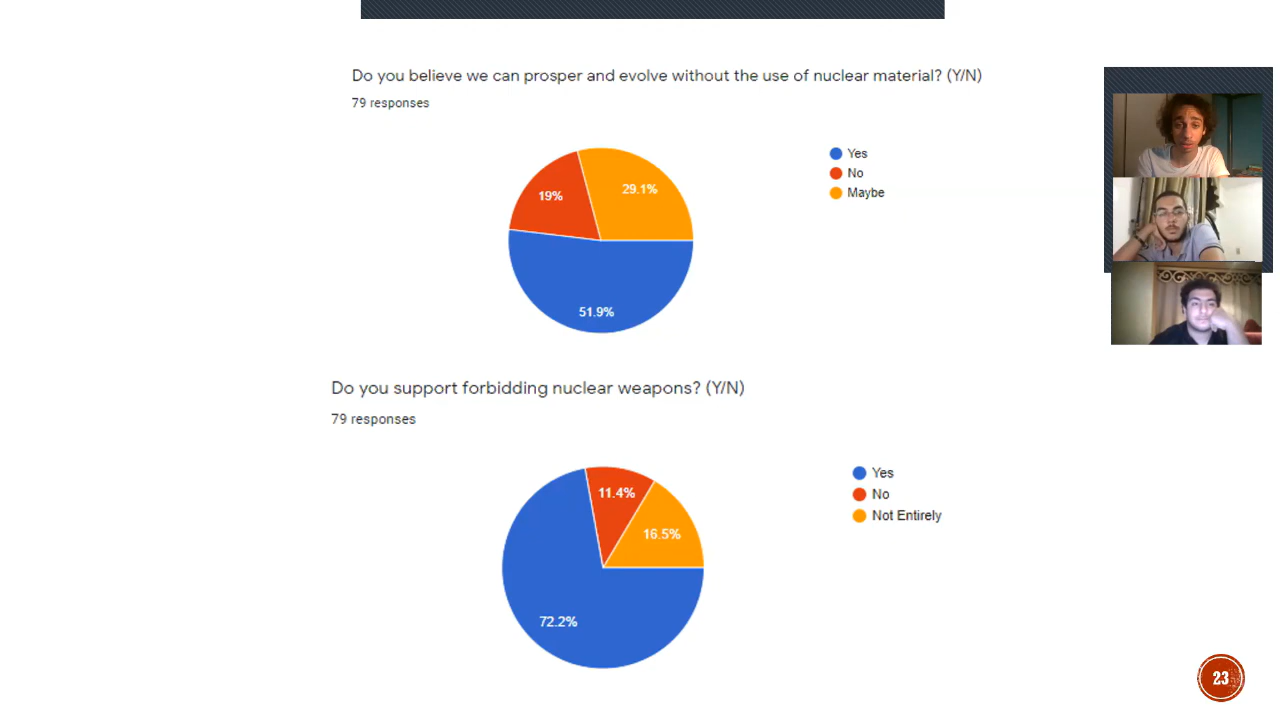 Do you believe we can prosper and evolve without the use of nuclear material? (Y/N)
79 responses
Yes
No
Maybe
29.1%
19%
51.9%
Do you support forbidding nuclear weapons? (Y/N)
79 responses
Yes
No
Not Entirely
11.4%
16.5%
72.2%
23